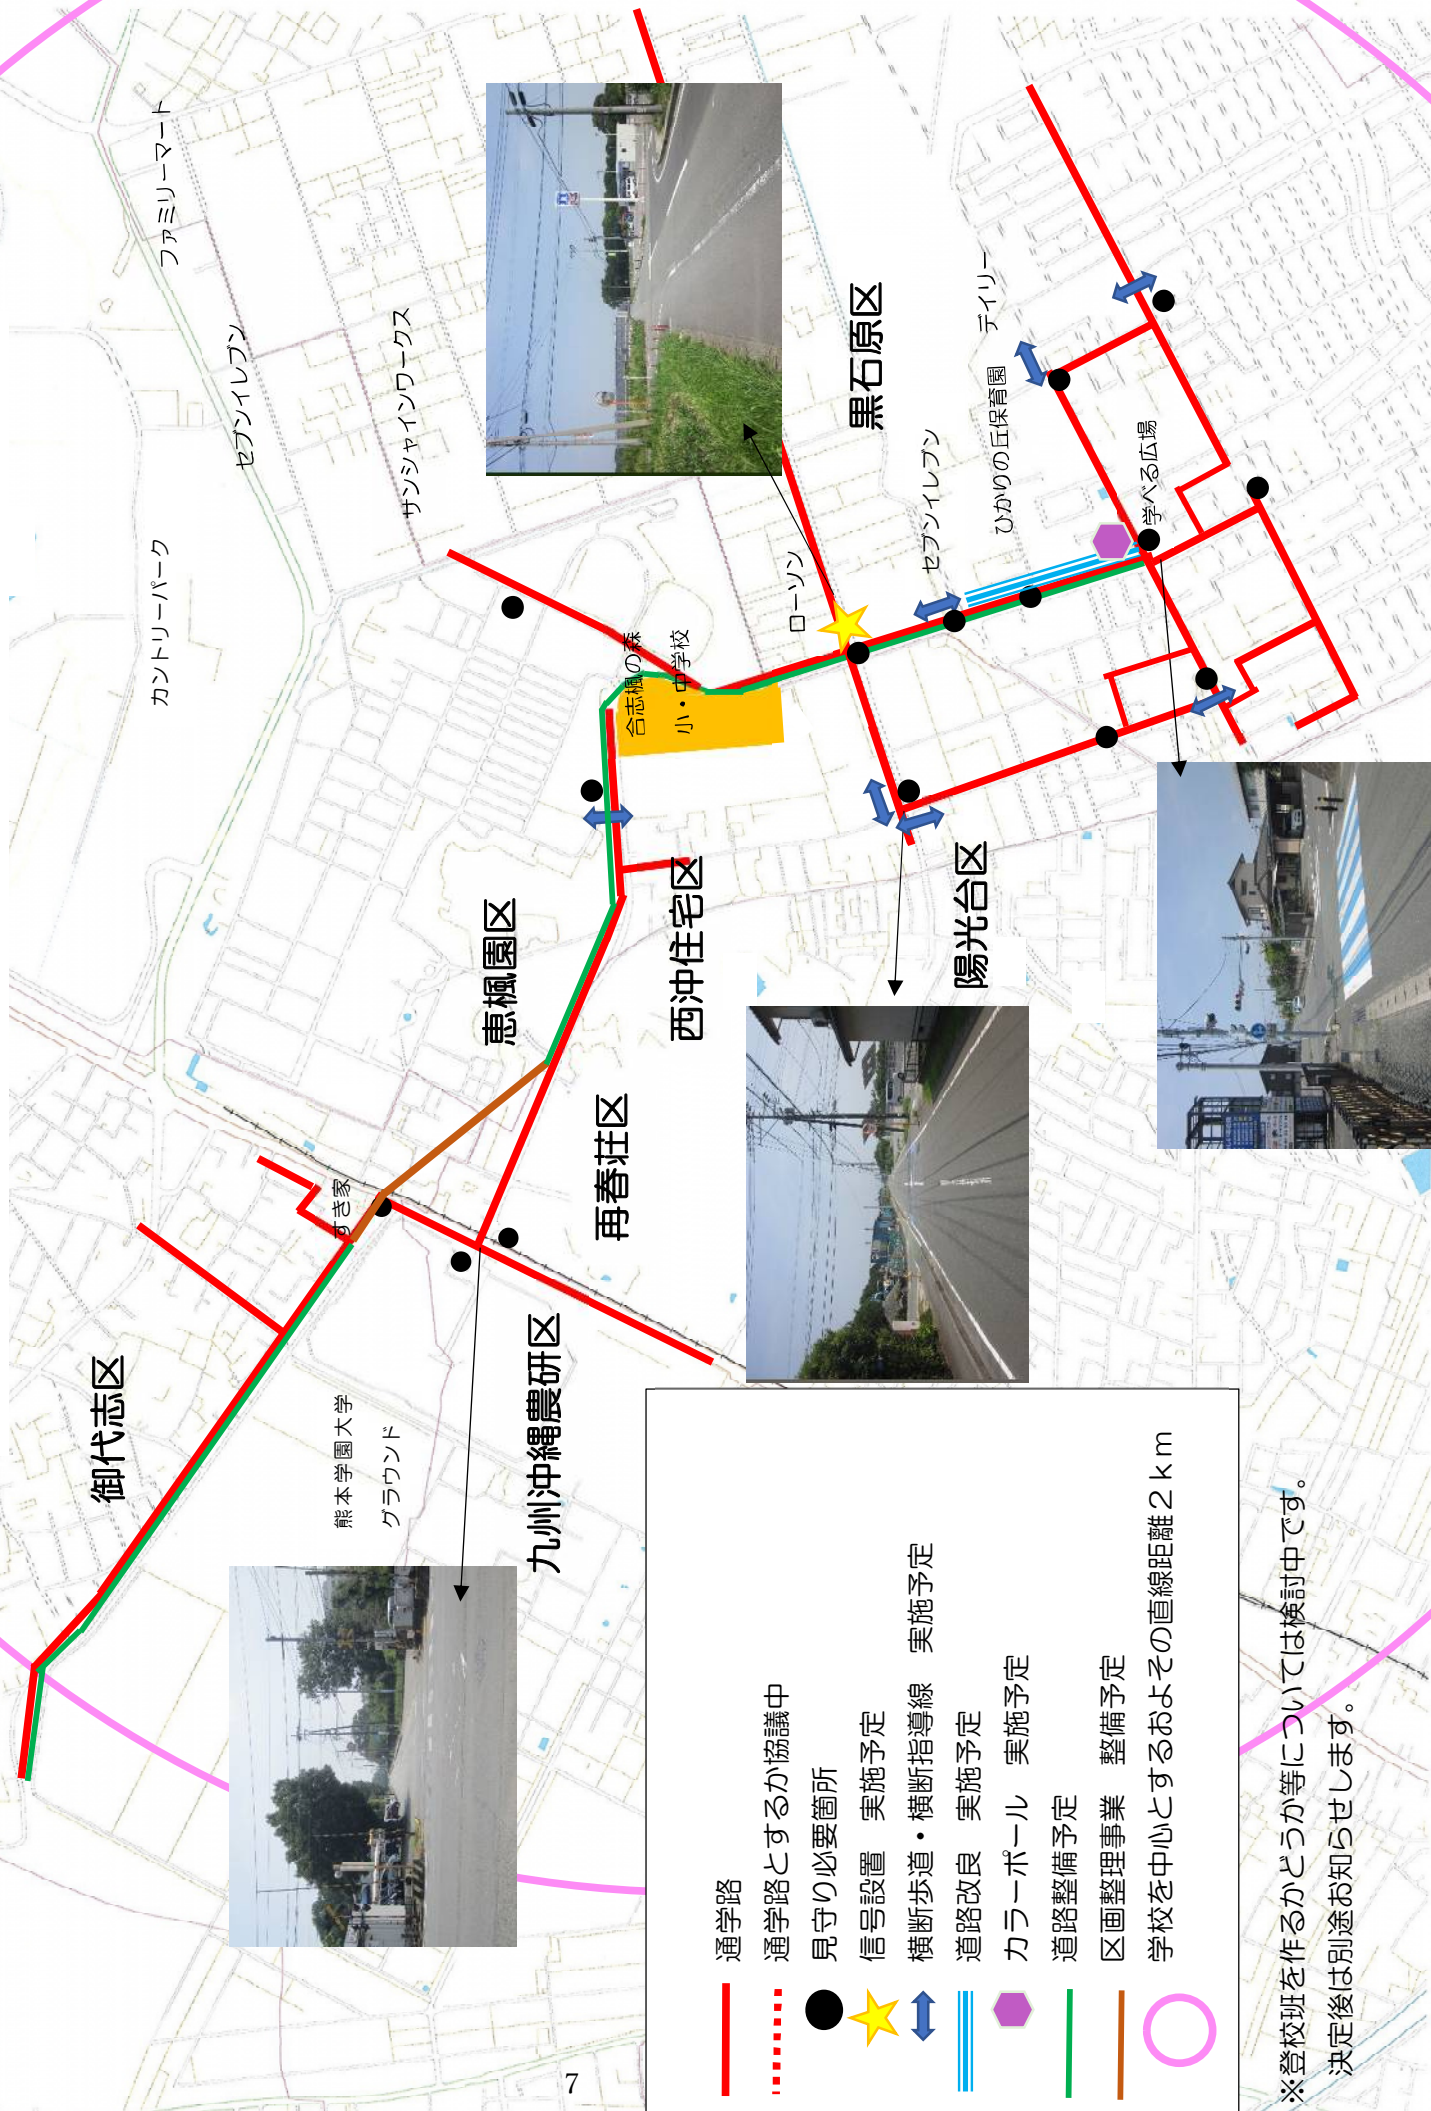 ファミリーマート
カントリーパーク
セブンイレブン
サンシャインワークス
合志楓の森
小・中学校
ローソン
黒石原区
セブンイレブン
ひかりの丘保育園
デイリー
学べる広場
恵楓園区
西沖住宅区
陽光台区
再春荘区
すき家
御代志区
熊本学園大学
グラウンド
九州沖縄農研区
通学路
通学路とするか協議中
見守り必要箇所
信号設置　実施予定
横断歩道・横断指導線　実施予定
道路改良　実施予定
カラーポール　実施予定
道路整備予定
区画整理事業　整備予定
学校を中心とするおよその直線距離２ｋｍ
※登校班を作るかどうか等については検討中です。
決定後は別途お知らせします。
7